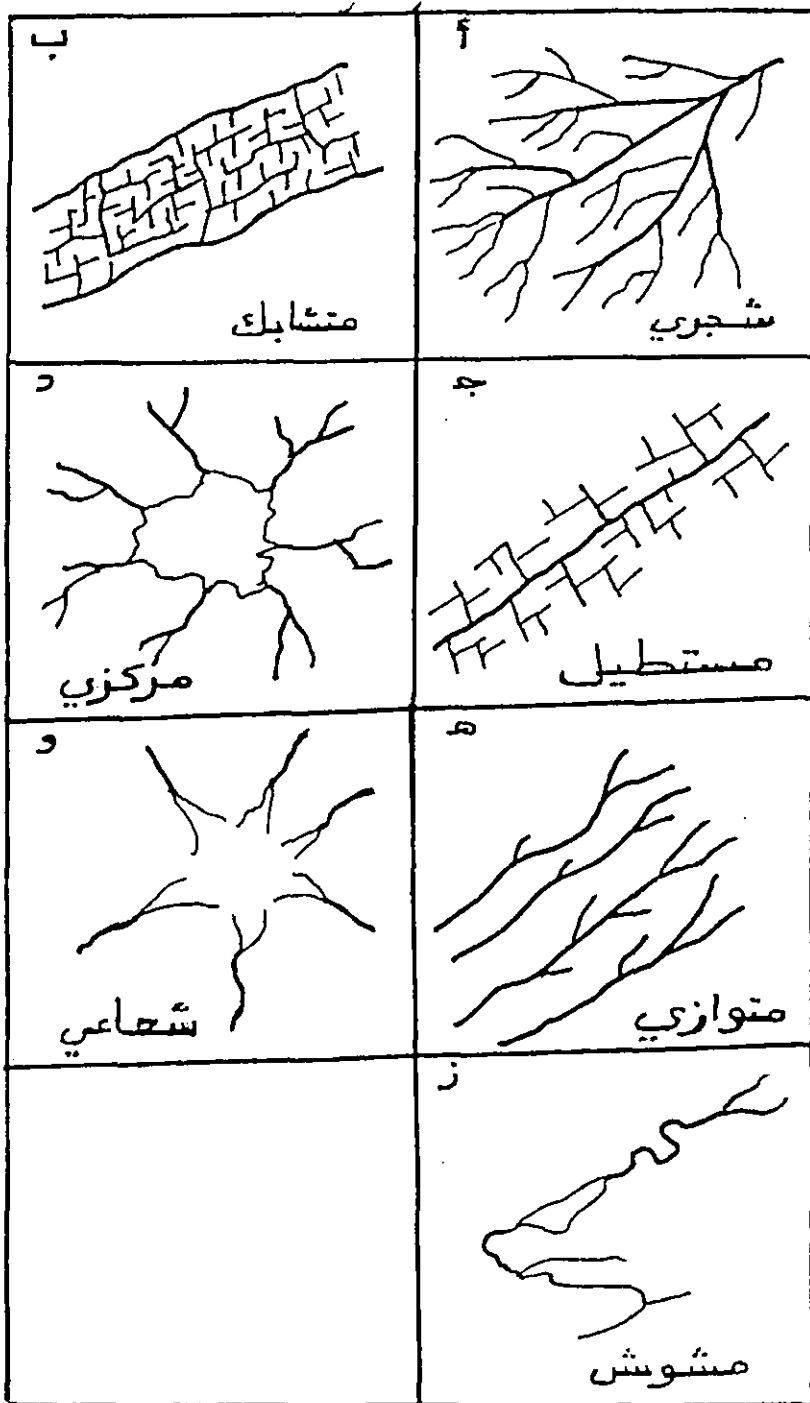 أ
شجري
ب
متشابك
جـ
مستطيل
د
مركزي
هـ
متوازي
و
شعاعي
ز
مشوش